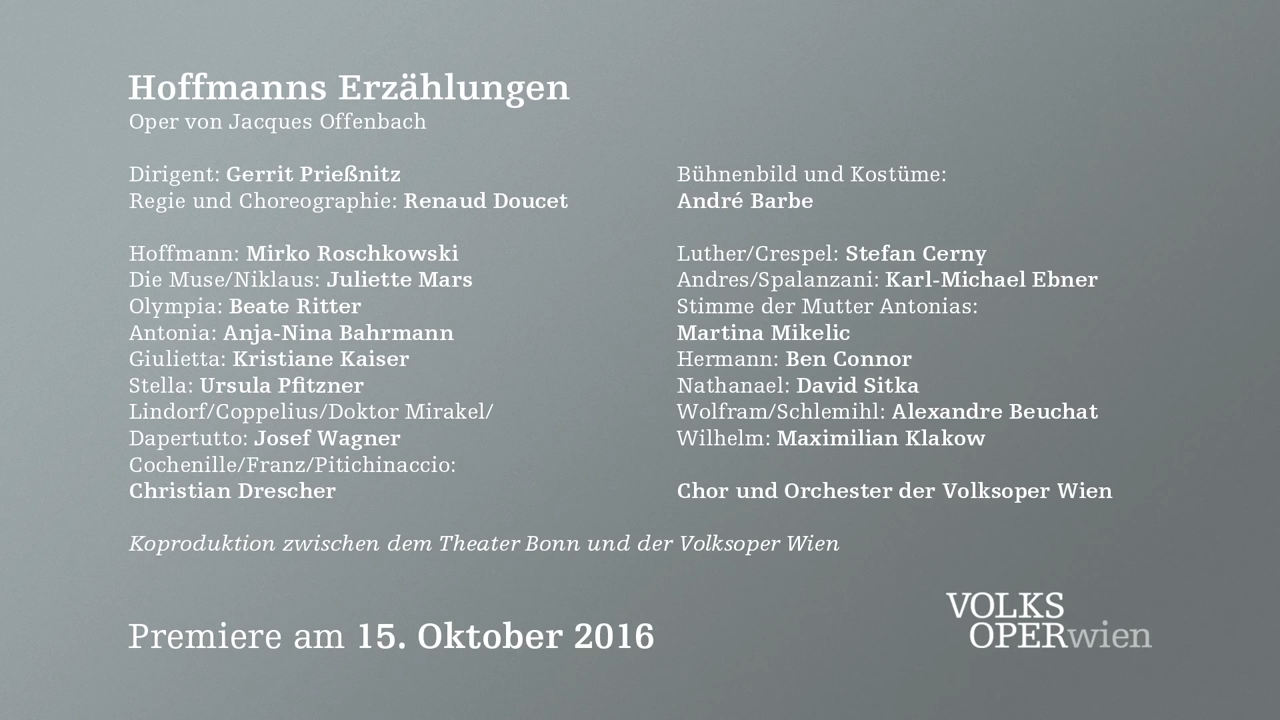 Hoffmanns Erzählungen
Oper von Jacques Offenbach
Dirigent: Gerrit Prießnitz
Regie und Choreographie: Renaud Doucet
Bühnenbild und Kostüme:
André Barbe
Hoffmann: Mirko Roschkowski
Die Muse/Niklaus: Juliette Mars
Olympia: Beate Ritter
Antonia: Anja-Nina Bahrmann
Giulietta: Kristiane Kaiser
Stella: Ursula Pfitzner
Lindorf/Coppelius/Doktor Mirakel/
Dapertutto: Josef Wagner
Cochenille/Franz/Pitichinaccio:
Christian Drescher
Luther/Crespel: Stefan Cerny
Andres/Spalanzani: Karl-Michael Ebner
Stimme der Mutter Antonias:
Martina Mikelic
Hermann: Ben Connor
Nathanael: David Sitka
Wolfram/Schlemihl: Alexandre Beuchat
Wilhelm: Maximilian Klakow
Chor und Orchester der Volksoper Wien
Koproduktion zwischen dem Theater Bonn und der Volksoper Wien
Premiere am 15. Oktober 2016
VOLKS
OPERwien